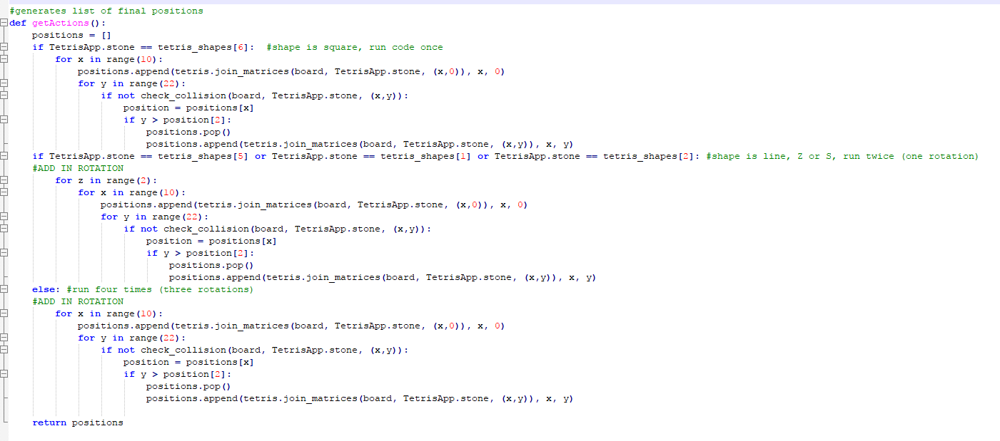 #generates list of final positions
def getActions():
    positions = []
    if TetrisApp.stone == tetris_shapes[6]:  #shape is square, run code once
        for x in range(10):
            positions.append(tetris.join_matrices(board, TetrisApp.stone, (x,0)), x, 0)
            for y in range(22):
                if not check_collision(board, TetrisApp.stone, (x,y)):
                    position = positions[x]
                    if y > position[2]:
                        positions.pop()
                        positions.append(tetris.join_matrices(board, TetrisApp.stone, (x,y)), x, y)
    if TetrisApp.stone == tetris_shapes[5] or TetrisApp.stone == tetris_shapes[1] or TetrisApp.stone == tetris_shapes[2]: #shape is line, Z or S, run twice (one rotation)
    #ADD IN ROTATION
        for z in range(2):
            for x in range(10):
                positions.append(tetris.join_matrices(board, TetrisApp.stone, (x,0)), x, 0)
                for y in range(22):
                    if not check_collision(board, TetrisApp.stone, (x,y)):
                        position = positions[x]
                        if y > position[2]:
                            positions.pop()
                            positions.append(tetris.join_matrices(board, TetrisApp.stone, (x,y)), x, y)
    else: #run four times (three rotations)
    #ADD IN ROTATION
        for x in range(10):
            positions.append(tetris.join_matrices(board, TetrisApp.stone, (x,0)), x, 0)
            for y in range(22):
                if not check_collision(board, TetrisApp.stone, (x,y)):
                    position = positions[x]
                    if y > position[2]:
                        positions.pop()
                        positions.append(tetris.join_matrices(board, TetrisApp.stone, (x,y)), x, y)
    return positions